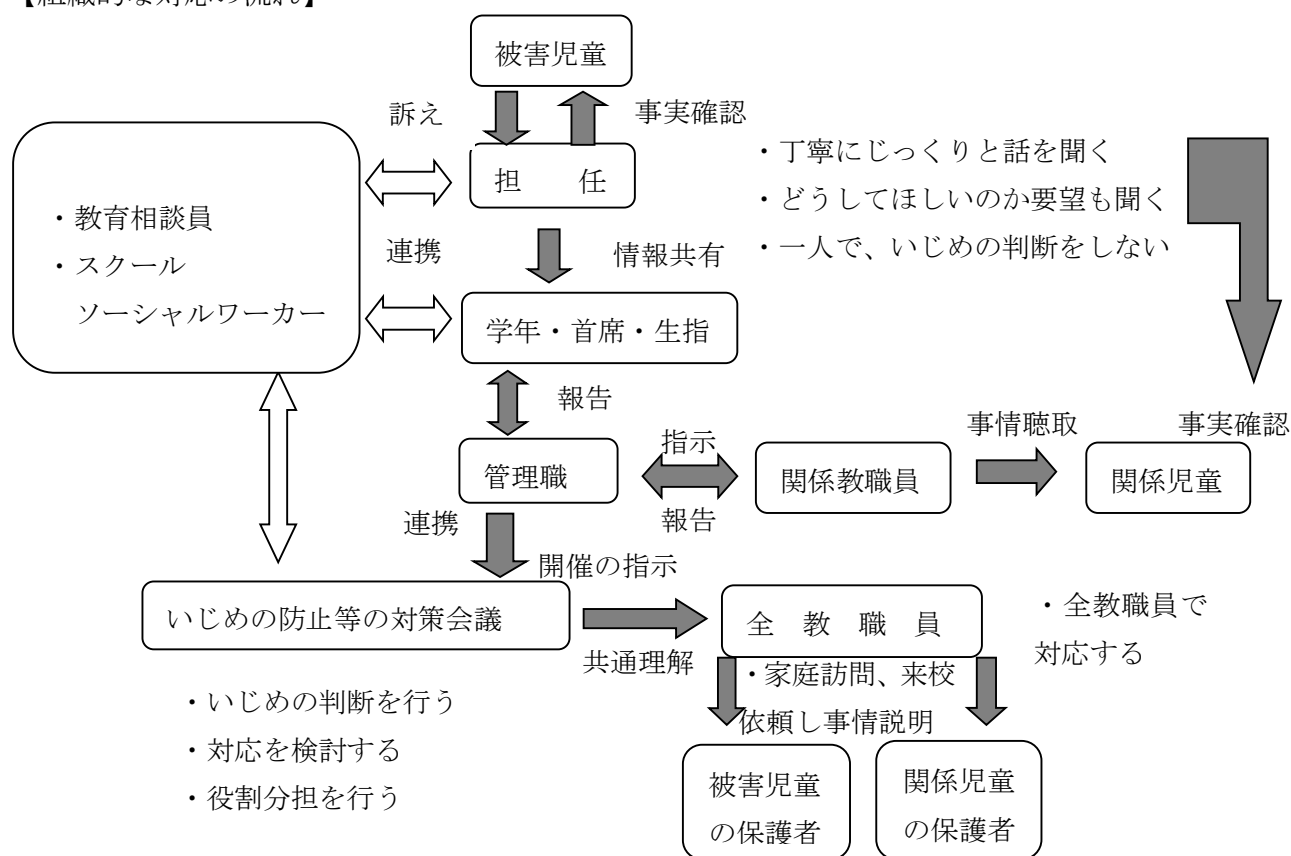 【組織的な対応の流れ】
被害児童
訴え
事実確認
担　任
・丁寧にじっくりと話を聞く
・どうしてほしいのか要望も聞く
・一人で、いじめの判断をしない
・教育相談員
・スクール
ソーシャルワーカー
連携
情報共有
学年・首席・生指
報告
管理職
指示
報告
関係教職員
事情聴取
事実確認
関係児童
連携
開催の指示
いじめの防止等の対策会議
共通理解
全　教　職　員
・全教職員で
対応する
・いじめの判断を行う
・対応を検討する
・役割分担を行う
・家庭訪問、来校
依頼し事情説明
被害児童
の保護者
関係児童
の保護者